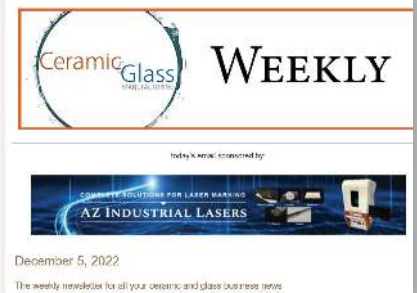 Ceramic
Glass
MANUFACTURING
WEEKLY
today's email sponsored by
COMPLETE SOLUTIONS FOR LASER MARKING
AZ INDUSTRIAL LASERS
December 5, 2022
The weekly newsletter for all your ceramic and glass business news